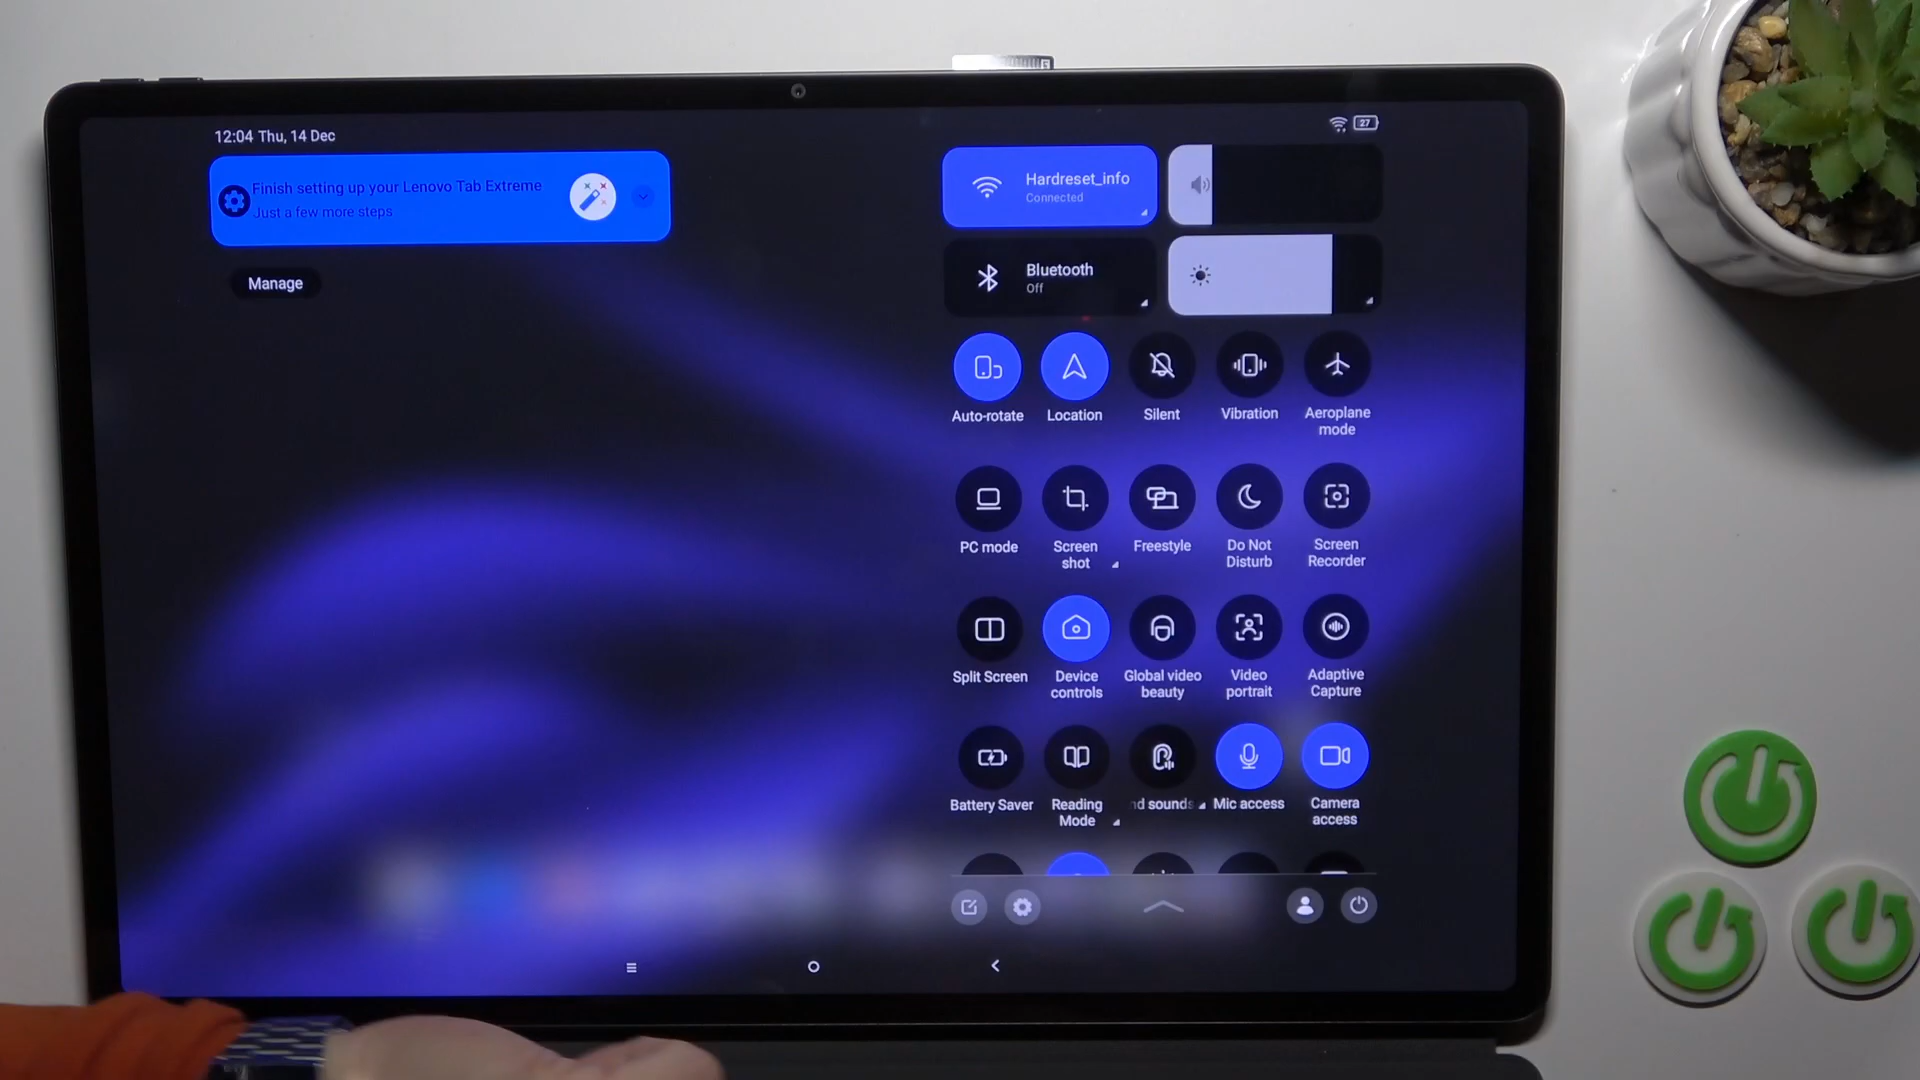 12:04 Thu, 14 Dec
27
Finish setting up your Lenovo Tab Extreme
Just a few more steps
Manage
Hardreset_info
Connected
Bluetooth
Off
Auto-rotate
Location
Silent
Vibration
Aeroplane
mode
PC mode
Screen
shot
Freestyle
Do Not
Disturb
Screen
Recorder
Split Screen
Device
controls
Global video
beauty
Video
portrait
Adaptive
Capture
Battery Saver
Reading
Mode
nd sounds
Mic access
Camera
access